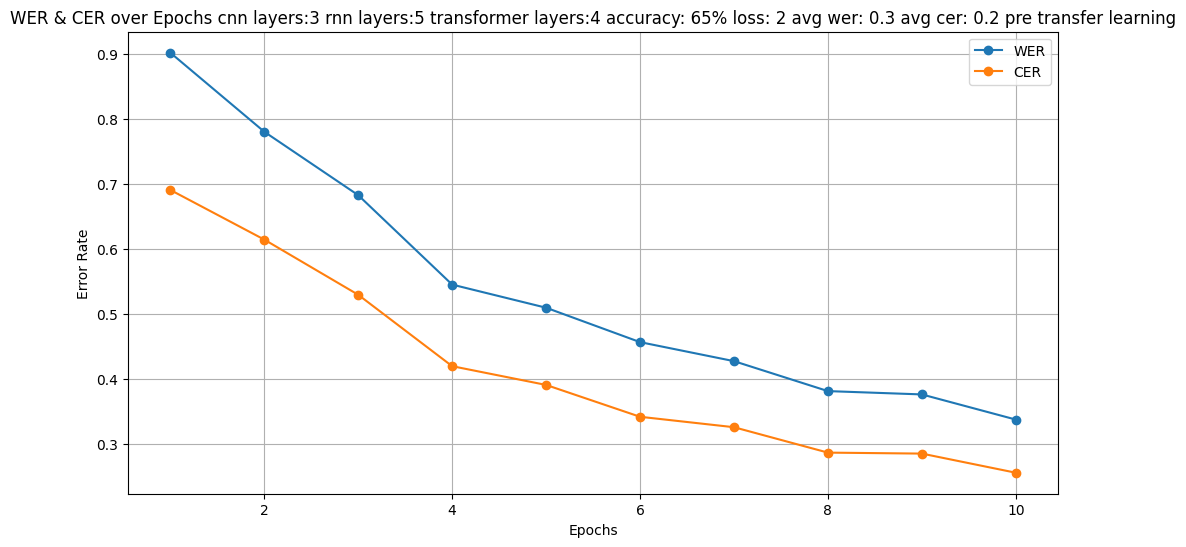 WER & CER over Epochs cnn layers:3 rnn layers:5 transformer layers:4 accuracy: 65% loss: 2 avg wer: 0.3 avg cer: 0.2 pre transfer learning
WER
CER
0.9
0.8
0.7
0.6
0.5
0.4
0.3
Error Rate
2
4
6
8
10
Epochs